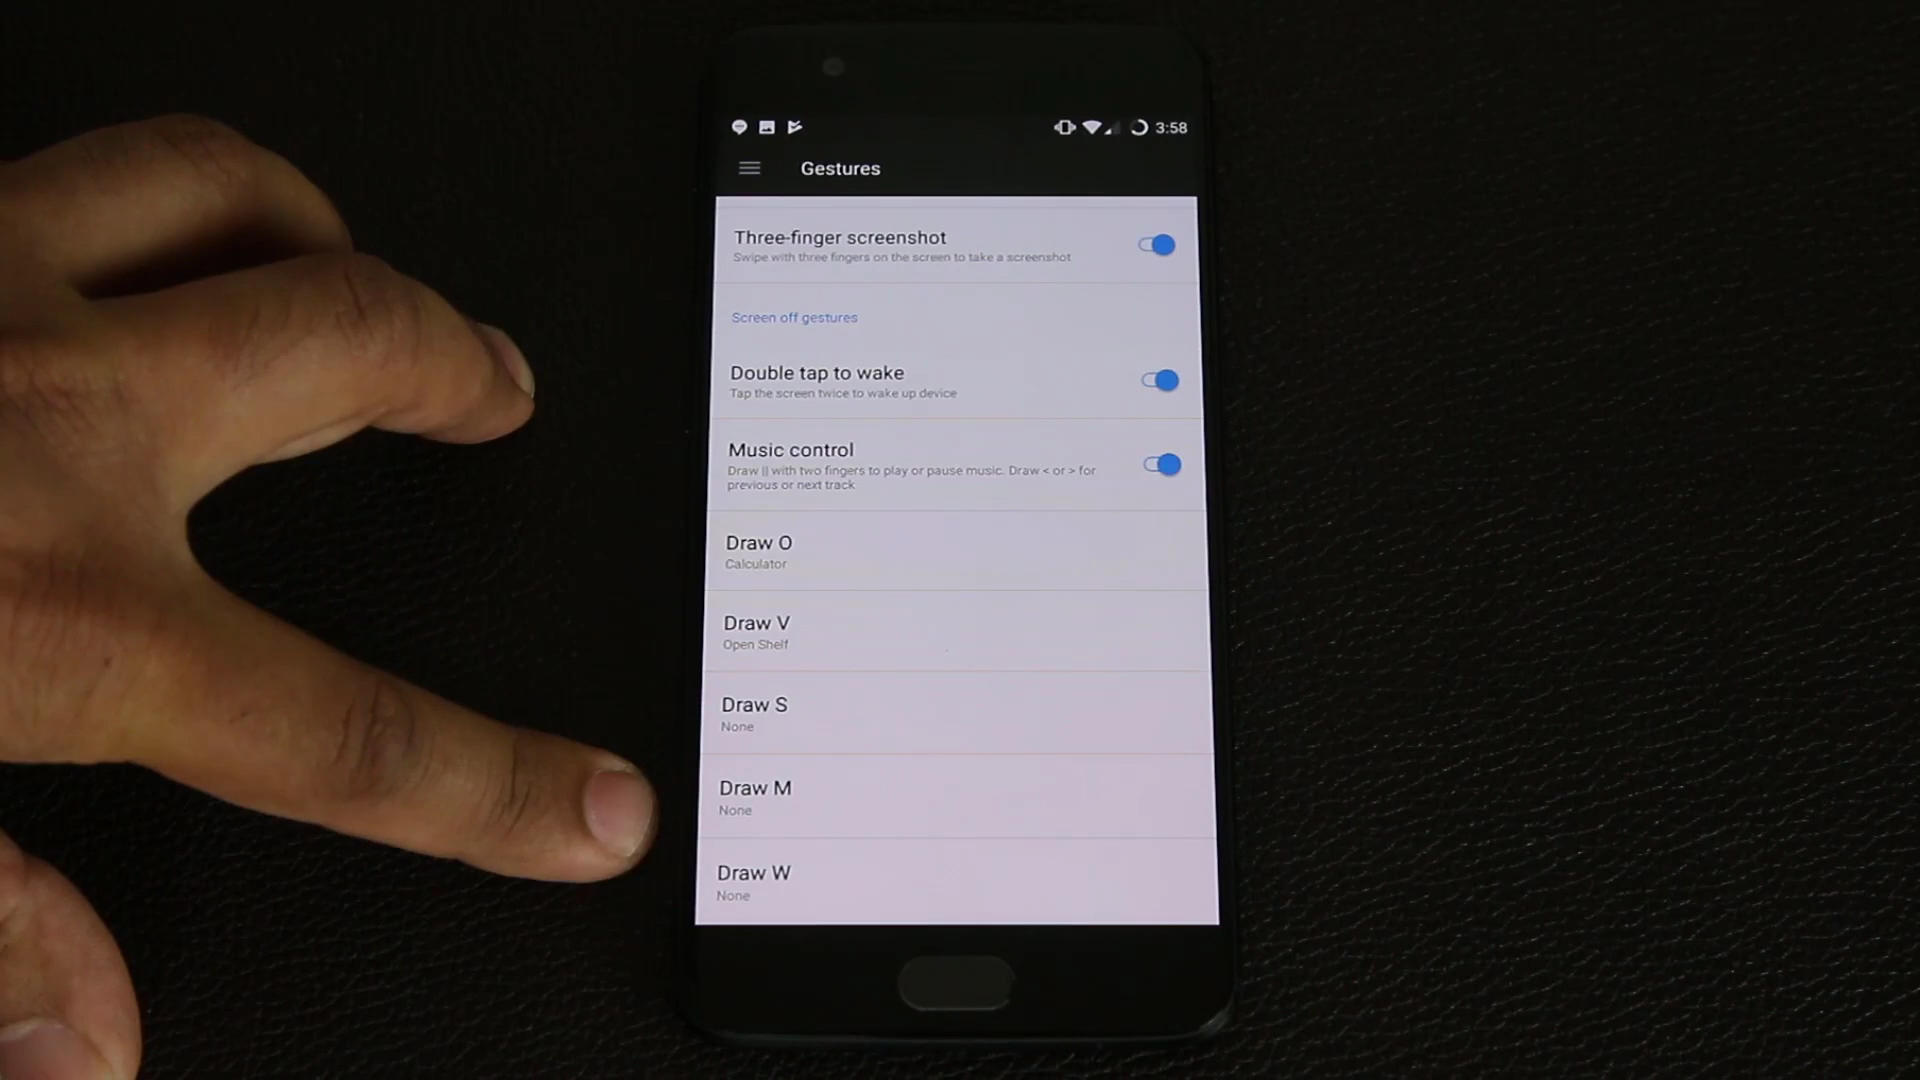 3:58
Gestures
Three-finger screenshot
Swipe with three fingers on the screen to take a screenshot
Screen off gestures
Double tap to wake
Tap the screen twice to wake up device
Music control
Draw || with two fingers to play or pause music. Draw < or > for
previous or next track
Draw O
Calculator
Draw V
Open Shelf
Draw S
None
Draw M
None
Draw W
None